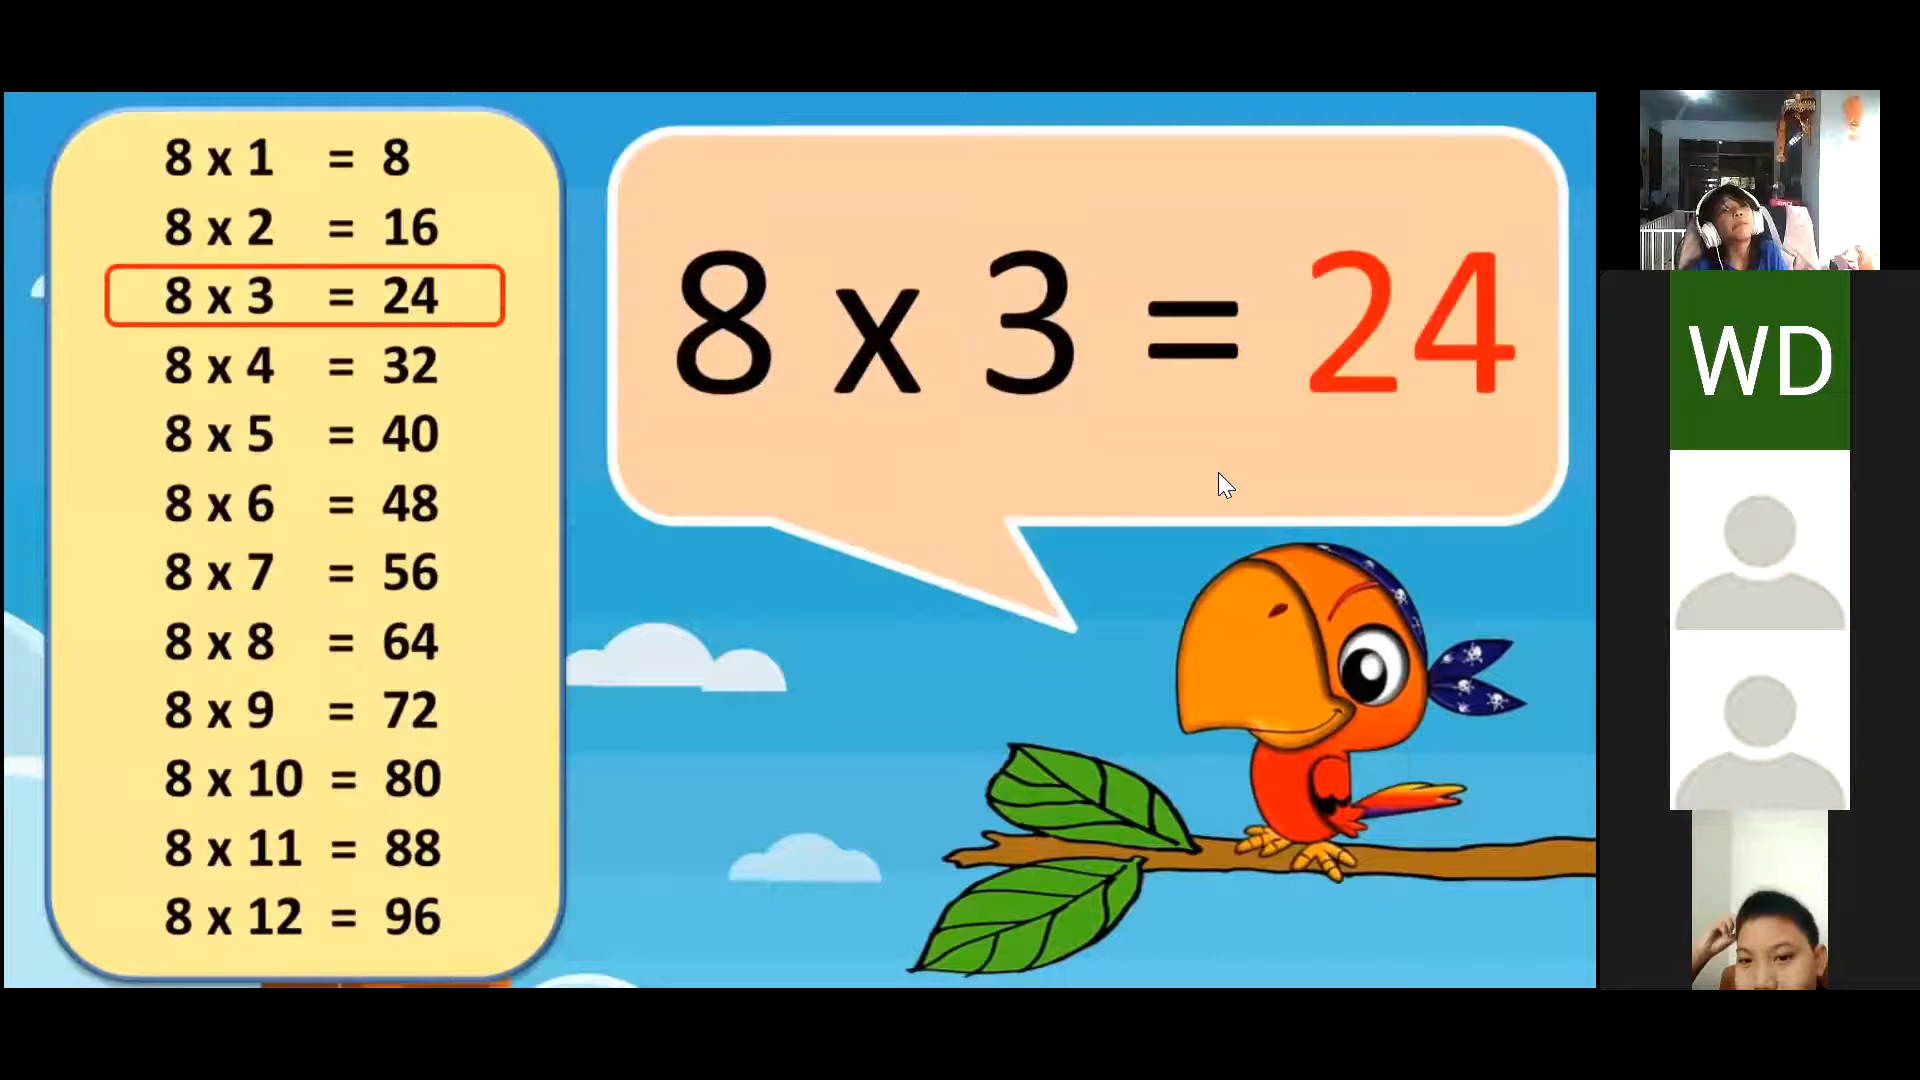 8 x 1 = 8
8 x 2 = 16
8 x 3 = 24
8 x 4 = 32
8 x 5 = 40
8 x 6 = 48
8 x 7 = 56
8 x 8 = 64
8 x 9 = 72
8 x 10 = 80
8 x 11 = 88
8 x 12 = 96
8 x 3 = 24
WD